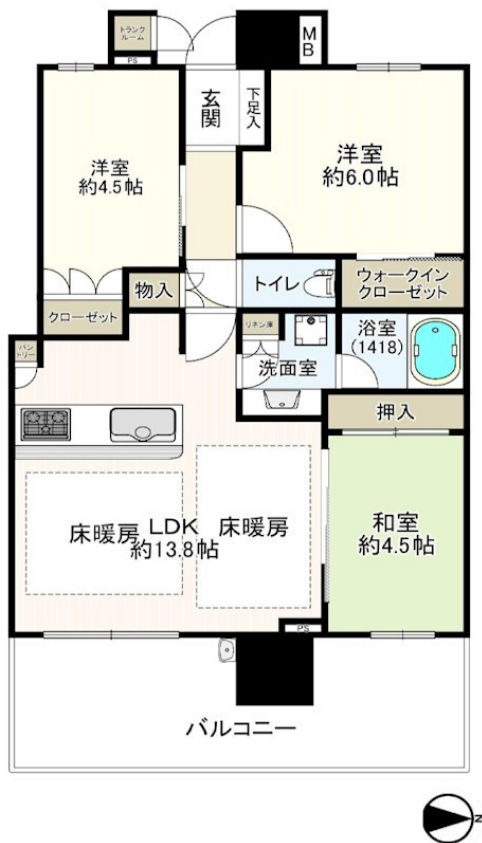 トランク
ルーム
PS
MB
玄関
下足入
洋室
約4.5帖
洋室
約6.0帖
トイレ
ウォークイン
クローゼット
物入
クローゼット
リネン庫
浴室
(1418)
洗面室
パン
トリー
押入
床暖房
LDK
床暖房
約13.8帖
和室
約4.5帖
PS
バルコニー
N